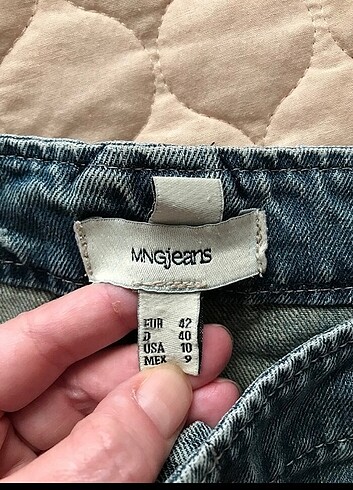 MNGjeans
EUR 42
D 40
USA 10
MEX 9